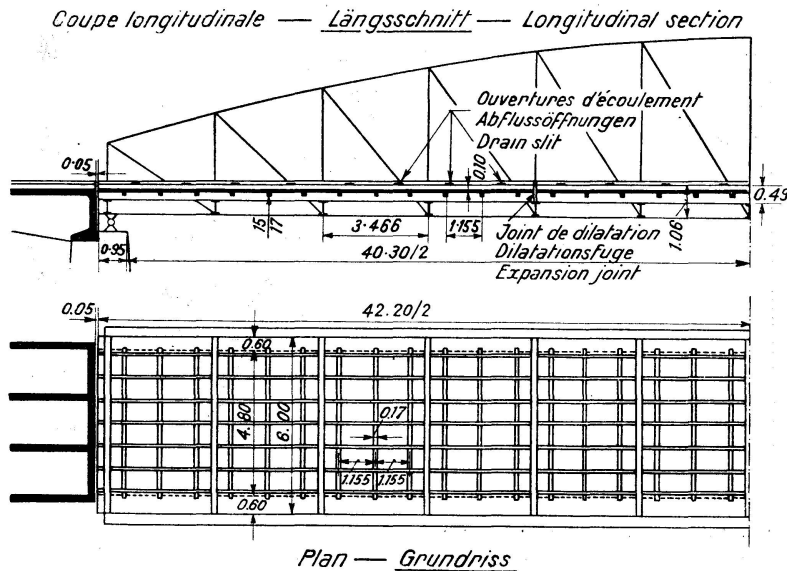 Coupe longitudinale — Längsschnitt — Longitudinal section
Ouvertures d'écoulement
Abflussöffnungen
Drain slit
0·05
0·10
0.49
15
17
3·466
1·155
1·06
Joint de dilatation
Dilatationsfuge
Expansion joint
0·95
40·30/2
0.05
42.20/2
0.60
4.80
6.00
0.17
1.155
1.155
0.60
Plan — Grundriss